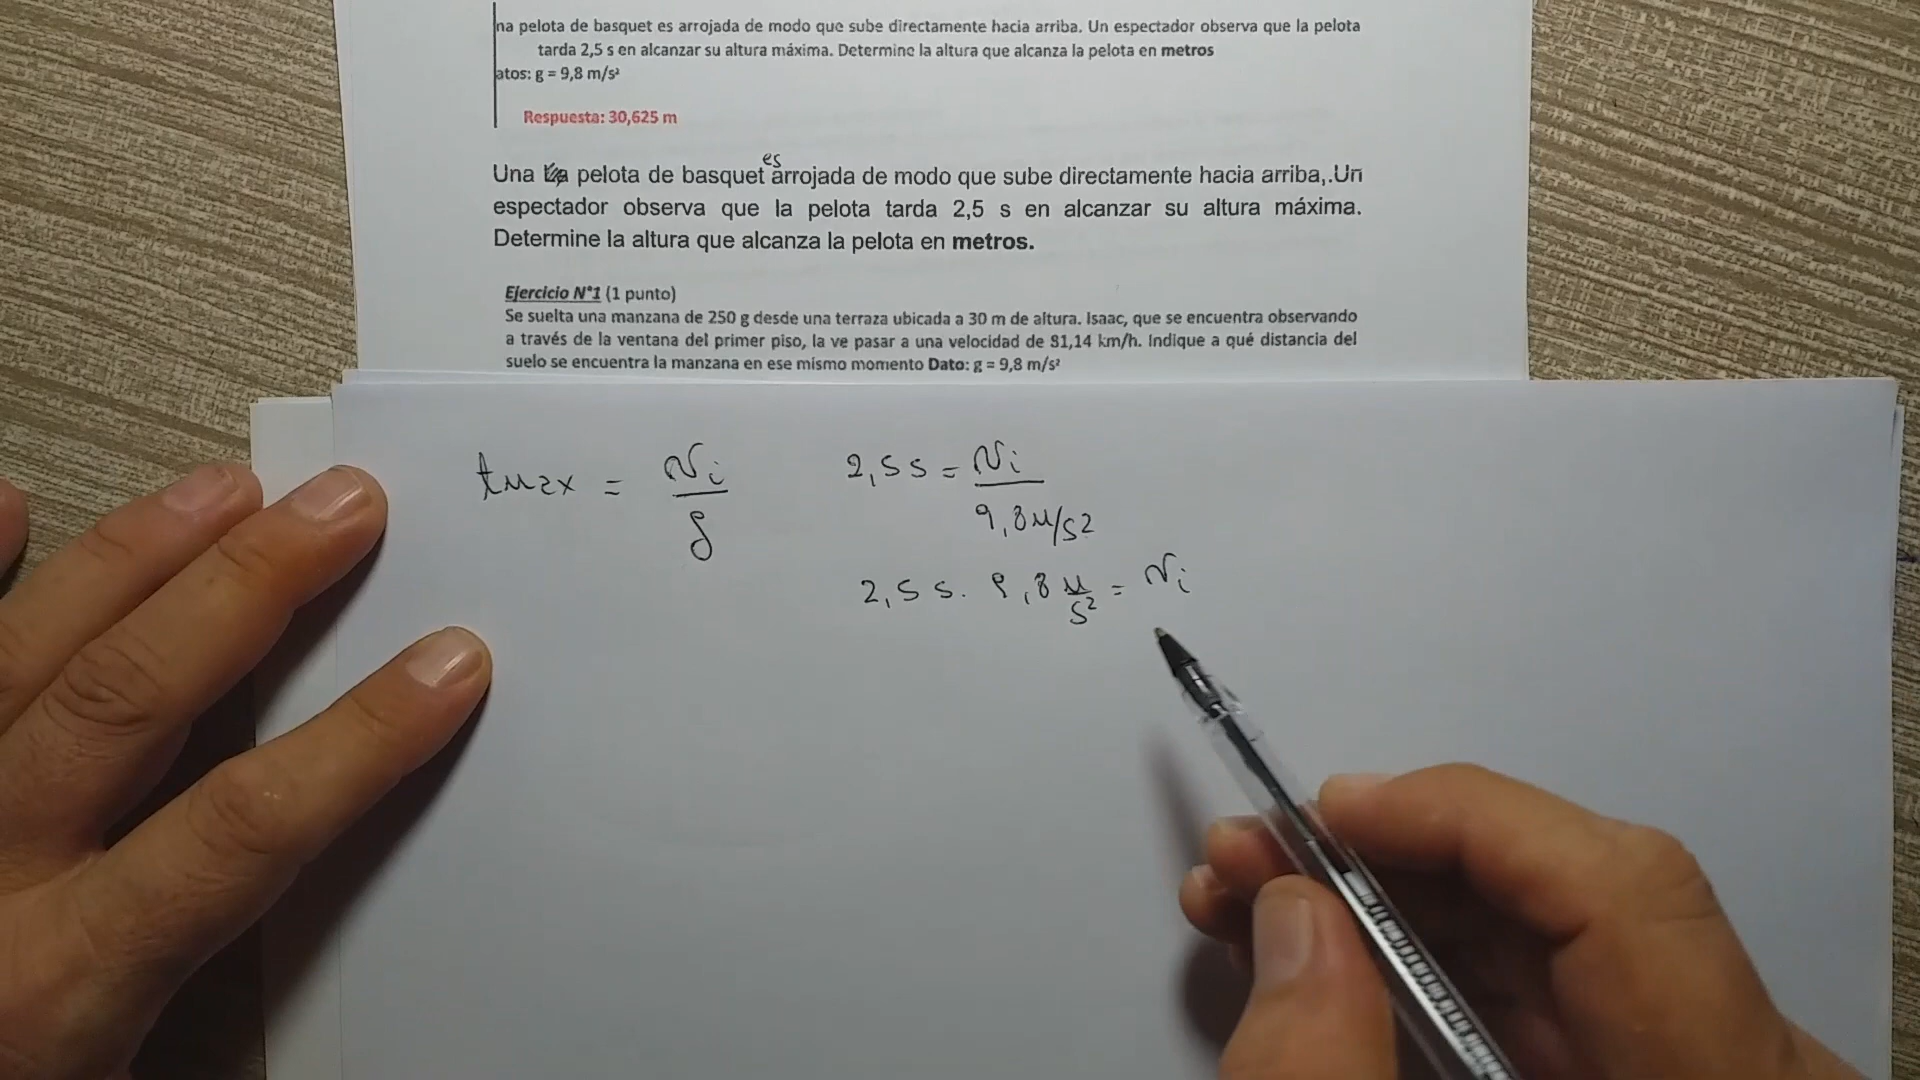 na pelota de basquet es arrojada de modo que sube directamente hacia arriba. Un espectador observa que la pelota
tarda 2,5 s en alcanzar su altura máxima. Determine la altura que alcanza la pelota en metros
atos: g = 9,8 m/s²
Respuesta: 30,625 m
es
Una pelota de basquet arrojada de modo que sube directamente hacia arriba,.Un
espectador observa que la pelota tarda 2,5 s en alcanzar su altura máxima.
Determine la altura que alcanza la pelota en metros.
Ejercicio N°1 (1 punto)
Se suelta una manzana de 250 g desde una terraza ubicada a 30 m de altura. Isaac, que se encuentra observando
a través de la ventana del primer piso, la ve pasar a una velocidad de 81,14 km/h. Indique a qué distancia del
suelo se encuentra la manzana en ese mismo momento Dato: g = 9,8 m/s²
tmax = Vi / g
2,5 s = Vi / 9,8 m/s2
2,5 s. 9,8 m/s² = Vi